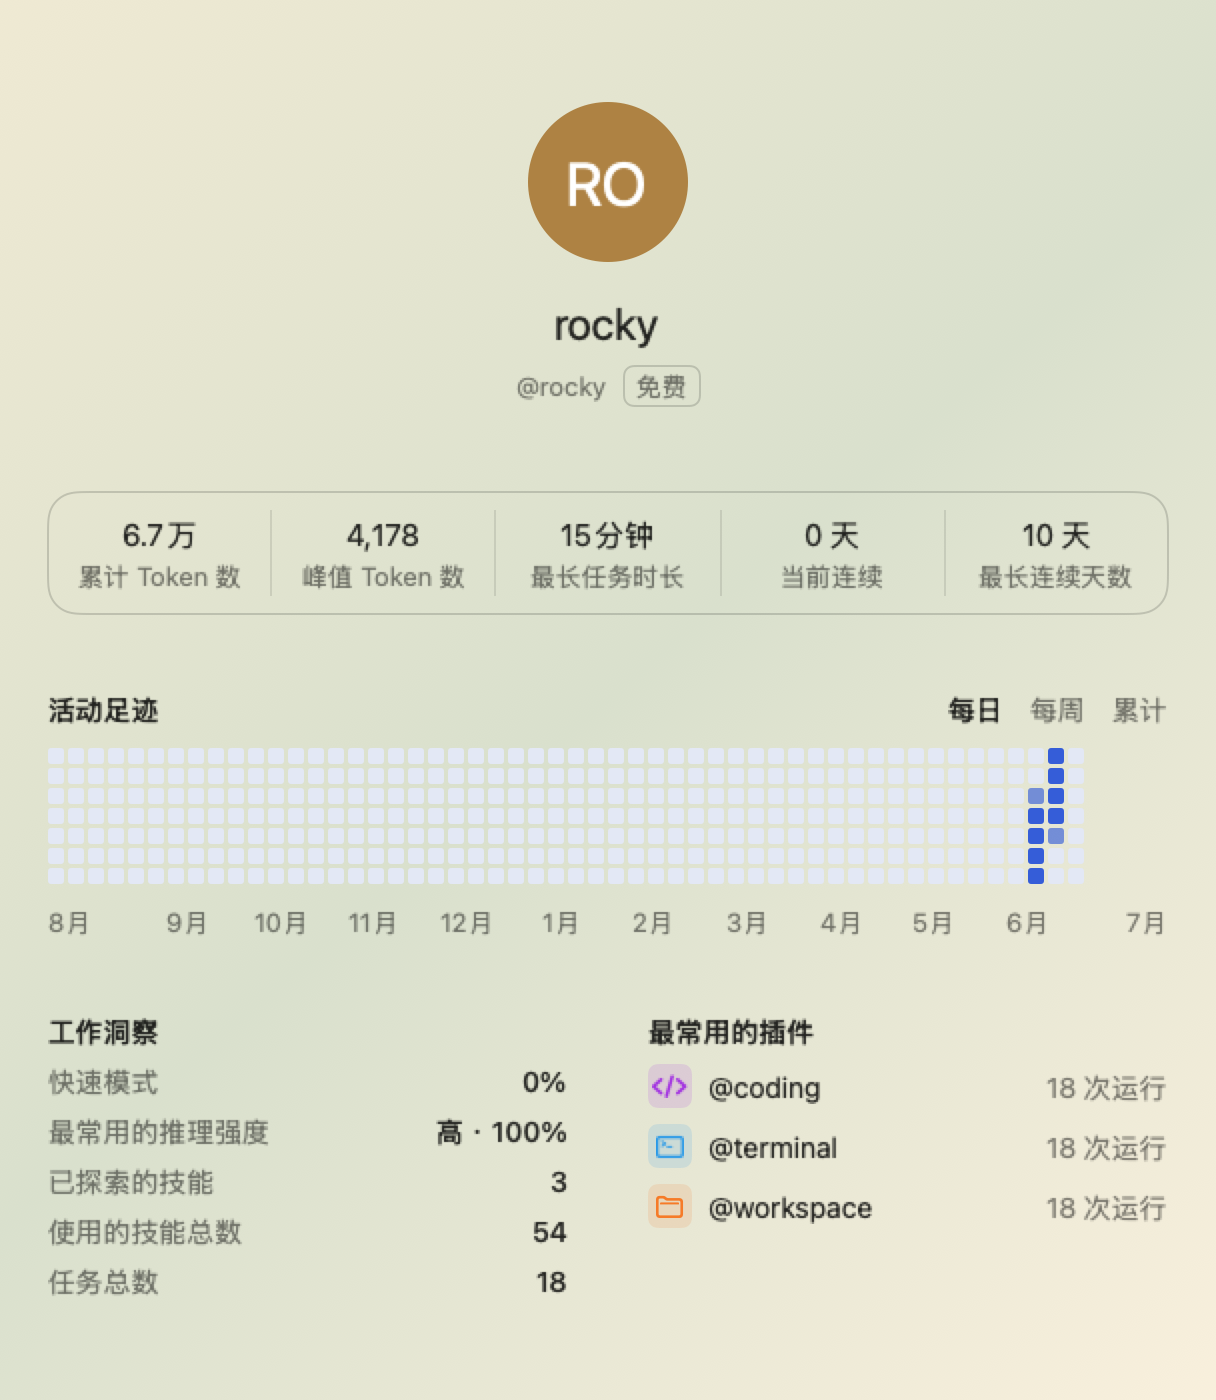 RO
rocky
@rocky 免费
6.7万 4,178 15分钟 0 天 10 天
累计 Token 数 峰值 Token 数 最长任务时长 当前连续 最长连续天数
活动足迹 每日 每周 累计
8月 9月 10月 11月 12月 1月 2月 3月 4月 5月 6月 7月
工作洞察
快速模式 0%
最常用的推理强度 高 · 100%
已探索的技能 3
使用的技能总数 54
任务总数 18
最常用的插件
@coding 18 次运行
@terminal 18 次运行
@workspace 18 次运行